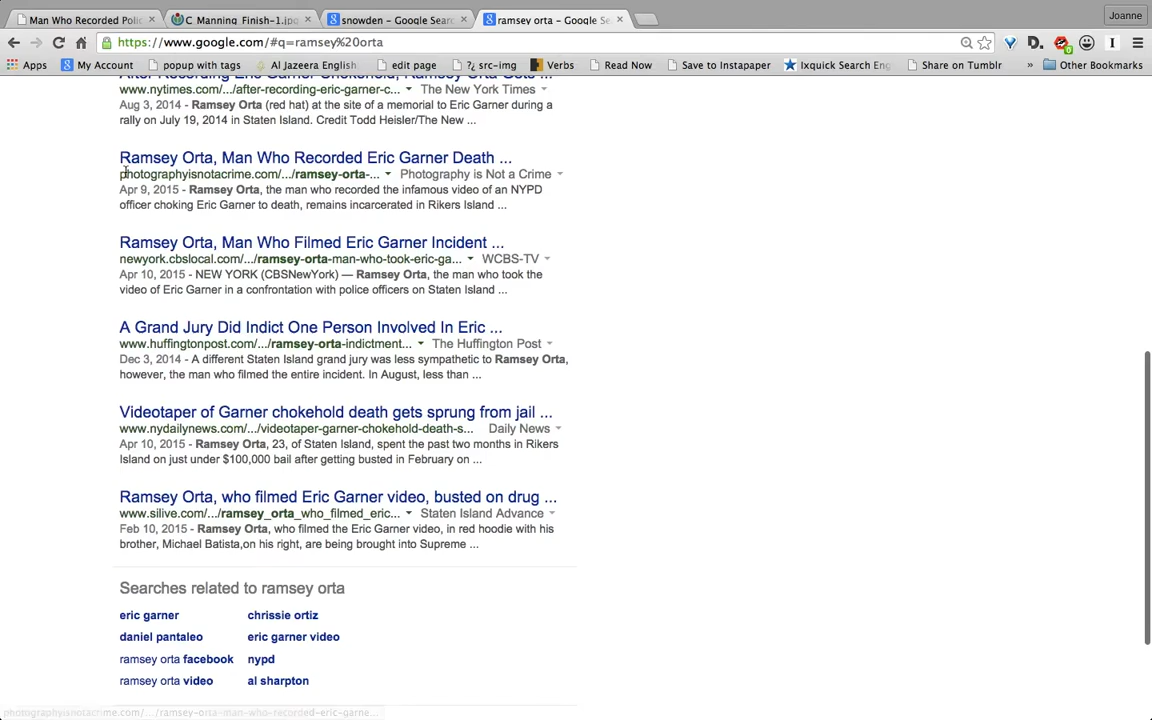 Man Who Recorded Polic
C Manning Finish-1.jpg
snowden - Google Searc
ramsey orta - Google Se
Joanne
https://www.google.com/#q=ramsey%20orta
Apps
My Account
popup with tags
Al Jazeera English
edit page
?¿ src-img
Verbs
Read Now
Save to Instapaper
Ixquick Search Eng
Share on Tumblr
»
Other Bookmarks
After Recording Eric Garner Chokehold, Ramsey Orta Gets ...
www.nytimes.com/.../after-recording-eric-garner-c... The New York Times
Aug 3, 2014 - Ramsey Orta (red hat) at the site of a memorial to Eric Garner during a
rally on July 19, 2014 in Staten Island. Credit Todd Heisler/The New ...
Ramsey Orta, Man Who Recorded Eric Garner Death ...
photographyisnotacrime.com/.../ramsey-orta-... Photography is Not a Crime
Apr 9, 2015 - Ramsey Orta, the man who recorded the infamous video of an NYPD
officer choking Eric Garner to death, remains incarcerated in Rikers Island ...
Ramsey Orta, Man Who Filmed Eric Garner Incident ...
newyork.cbslocal.com/.../ramsey-orta-man-who-took-eric-ga... WCBS-TV
Apr 10, 2015 - NEW YORK (CBSNewYork) — Ramsey Orta, the man who took the
video of Eric Garner in a confrontation with police officers on Staten Island ...
A Grand Jury Did Indict One Person Involved In Eric ...
www.huffingtonpost.com/.../ramsey-orta-indictment... The Huffington Post
Dec 3, 2014 - A different Staten Island grand jury was less sympathetic to Ramsey Orta,
however, the man who filmed the entire incident. In August, less than ...
Videotaper of Garner chokehold death gets sprung from jail ...
www.nydailynews.com/.../videotaper-garner-chokehold-death-s... Daily News
Apr 10, 2015 - Ramsey Orta, 23, of Staten Island, spent the past two months in Rikers
Island on just under $100,000 bail after getting busted in February on ...
Ramsey Orta, who filmed Eric Garner video, busted on drug ...
www.silive.com/.../ramsey_orta_who_filmed_eric... Staten Island Advance
Feb 10, 2015 - Ramsey Orta, who filmed the Eric Garner video, in red hoodie with his
brother, Michael Batista,on his right, are being brought into Supreme ...
Searches related to ramsey orta
eric garner
chrissie ortiz
daniel pantaleo
eric garner video
ramsey orta facebook
nypd
ramsey orta video
al sharpton
photographyisnotacrime.com/.../ramsey-orta-man-who-recorded-eric-garne...